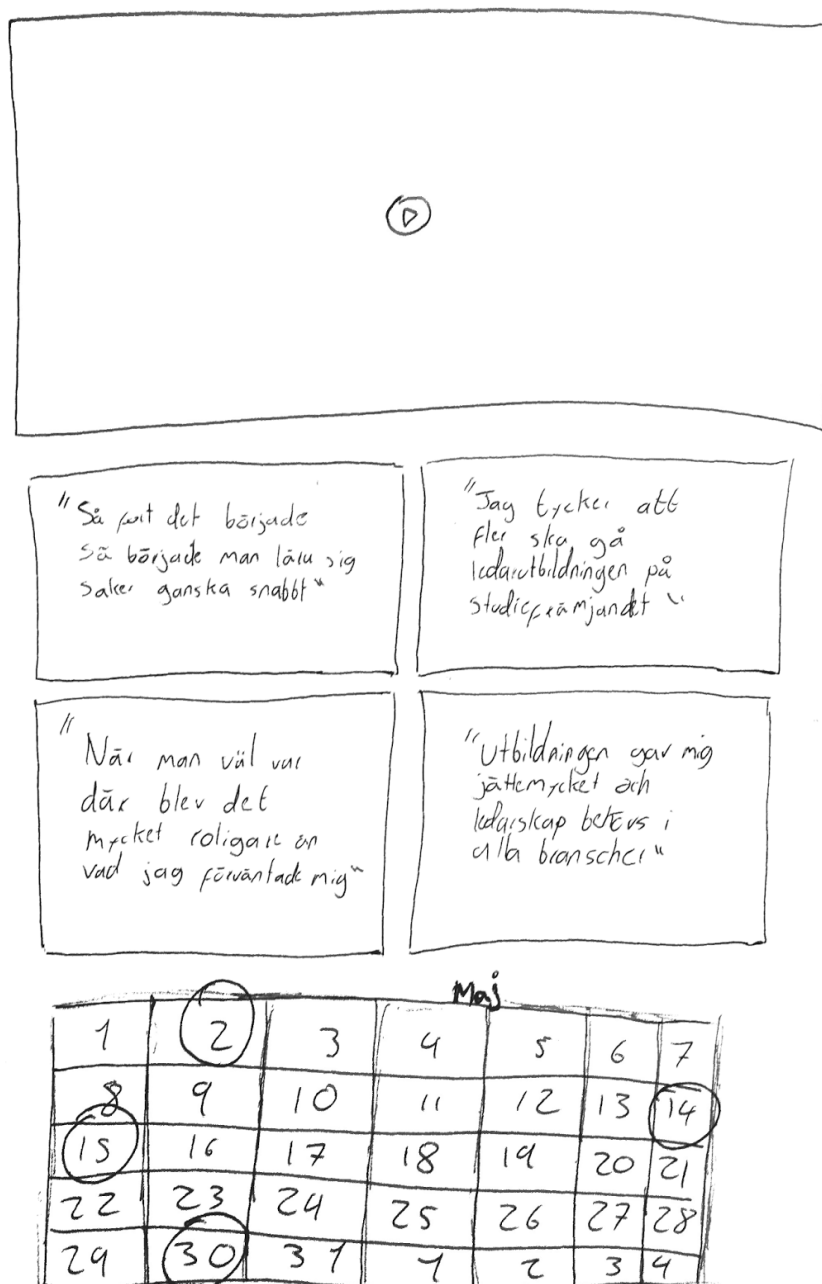 "Så fort det började
så började man lära sig
saker ganska snabbt"
"Jag tycker att
fler ska gå
ledarutbildningen på
studiefrämjandet"
"När man väl var
där blev det
mycket roligare än
vad jag förväntade mig"
"Utbildningen gav mig
jättemycket och
ledarskap behövs i
alla branscher"
Maj
1 2 3 4 5 6 7
8 9 10 11 12 13 14
15 16 17 18 19 20 21
22 23 24 25 26 27 28
29 30 31 1 2 3 4